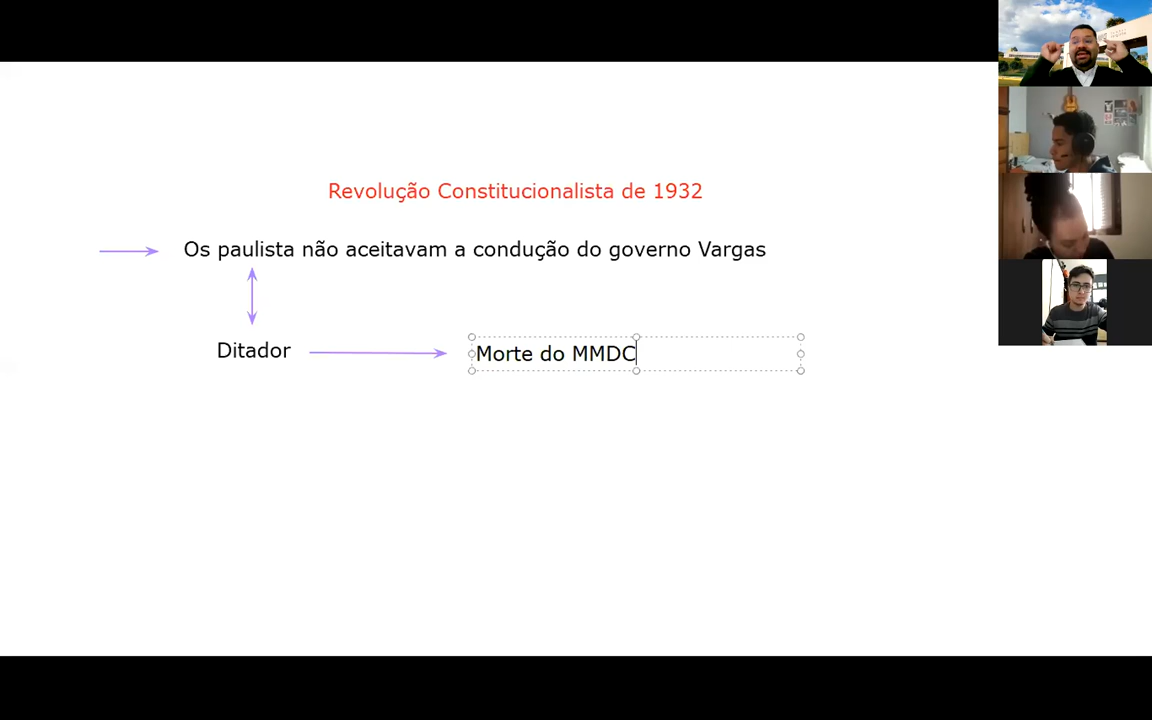 Revolução Constitucionalista de 1932
Os paulista não aceitavam a condução do governo Vargas
Ditador
Morte do MMDC